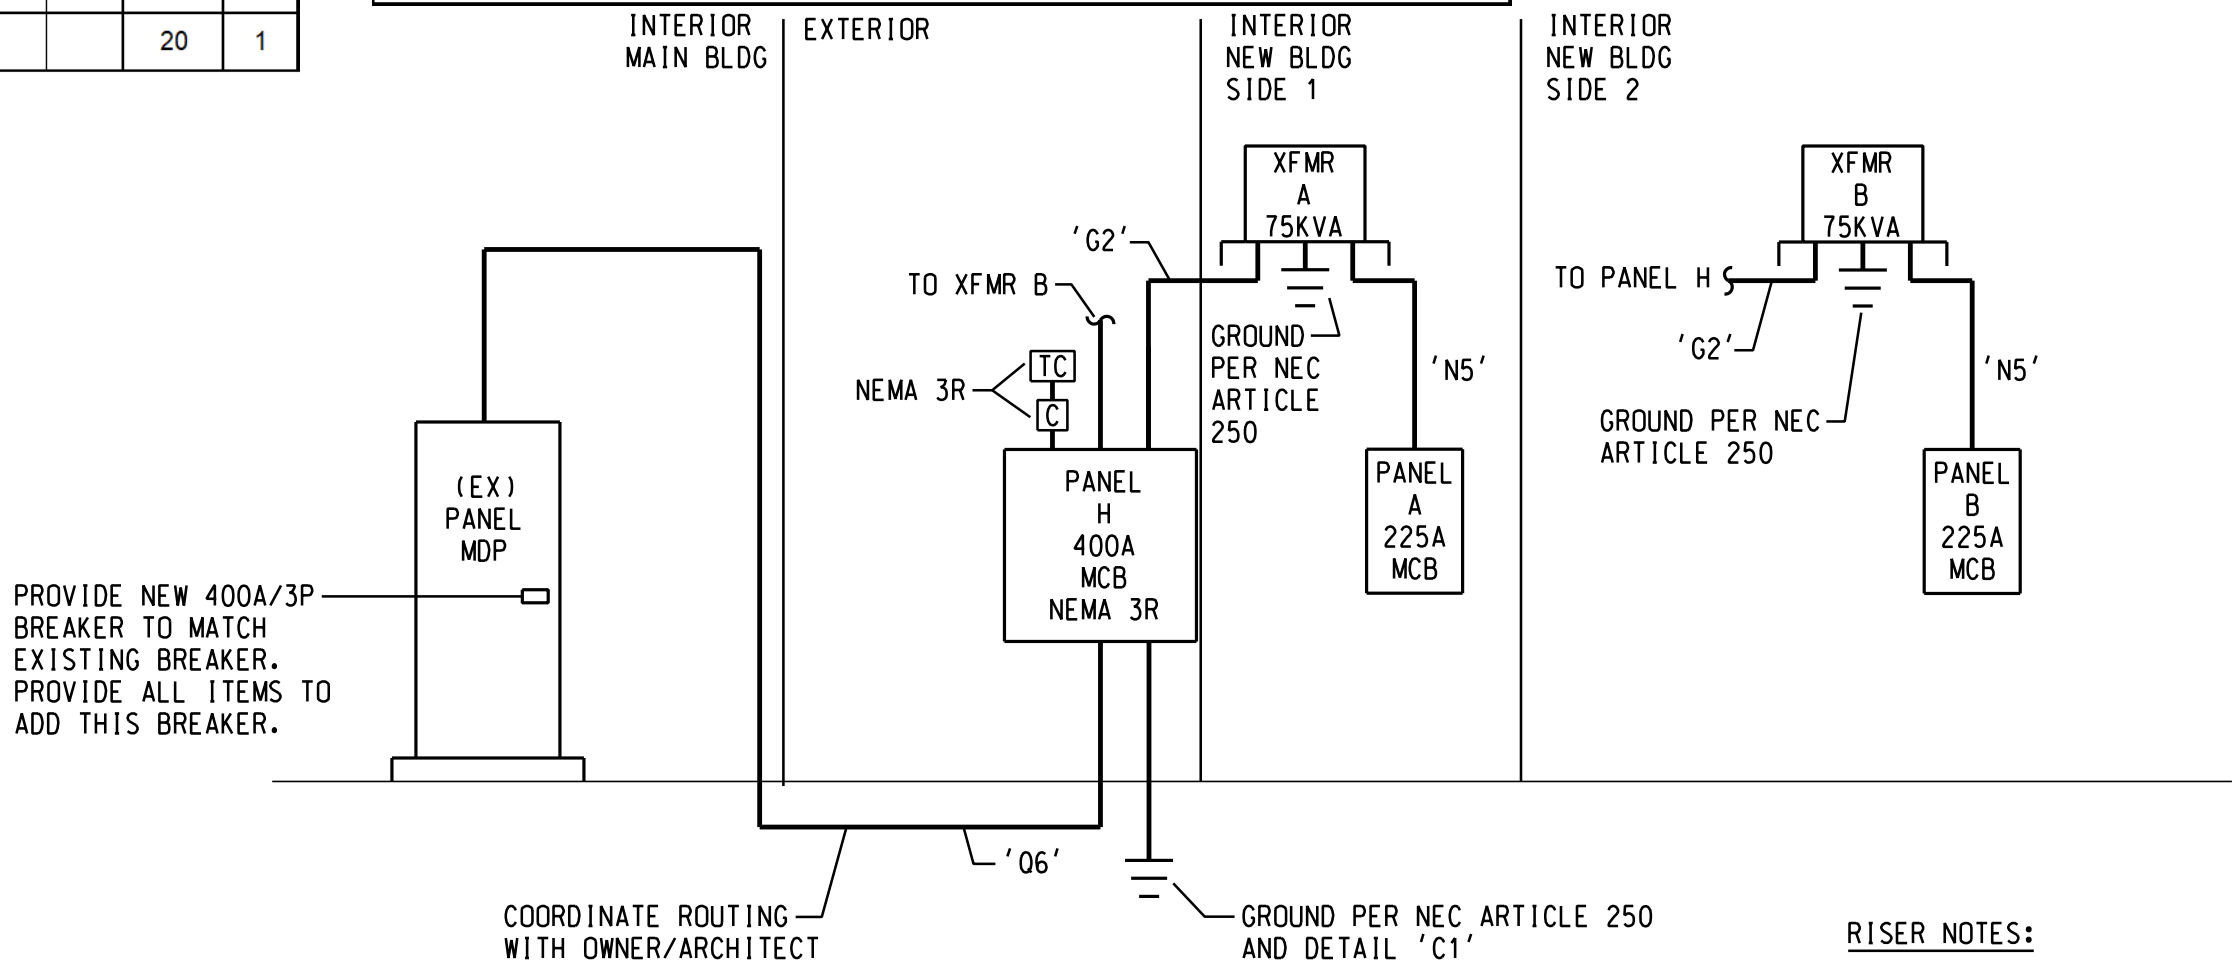 20 1
INTERIOR
MAIN BLDG
EXTERIOR
INTERIOR
NEW BLDG
SIDE 1
INTERIOR
NEW BLDG
SIDE 2
XFMR
A
75KVA
XFMR
B
75KVA
'G2'
TO XFMR B
TO PANEL H
'G2'
GROUND
PER NEC
ARTICLE
250
'N5'
'N5'
NEMA 3R
TC
C
GROUND PER NEC
ARTICLE 250
(EX)
PANEL
MDP
PANEL
H
400A
MCB
NEMA 3R
PANEL
A
225A
MCB
PANEL
B
225A
MCB
PROVIDE NEW 400A/3P
BREAKER TO MATCH
EXISTING BREAKER.
PROVIDE ALL ITEMS TO
ADD THIS BREAKER.
'Q6'
COORDINATE ROUTING
WITH OWNER/ARCHITECT
GROUND PER NEC ARTICLE 250
AND DETAIL 'C1'
RISER NOTES: